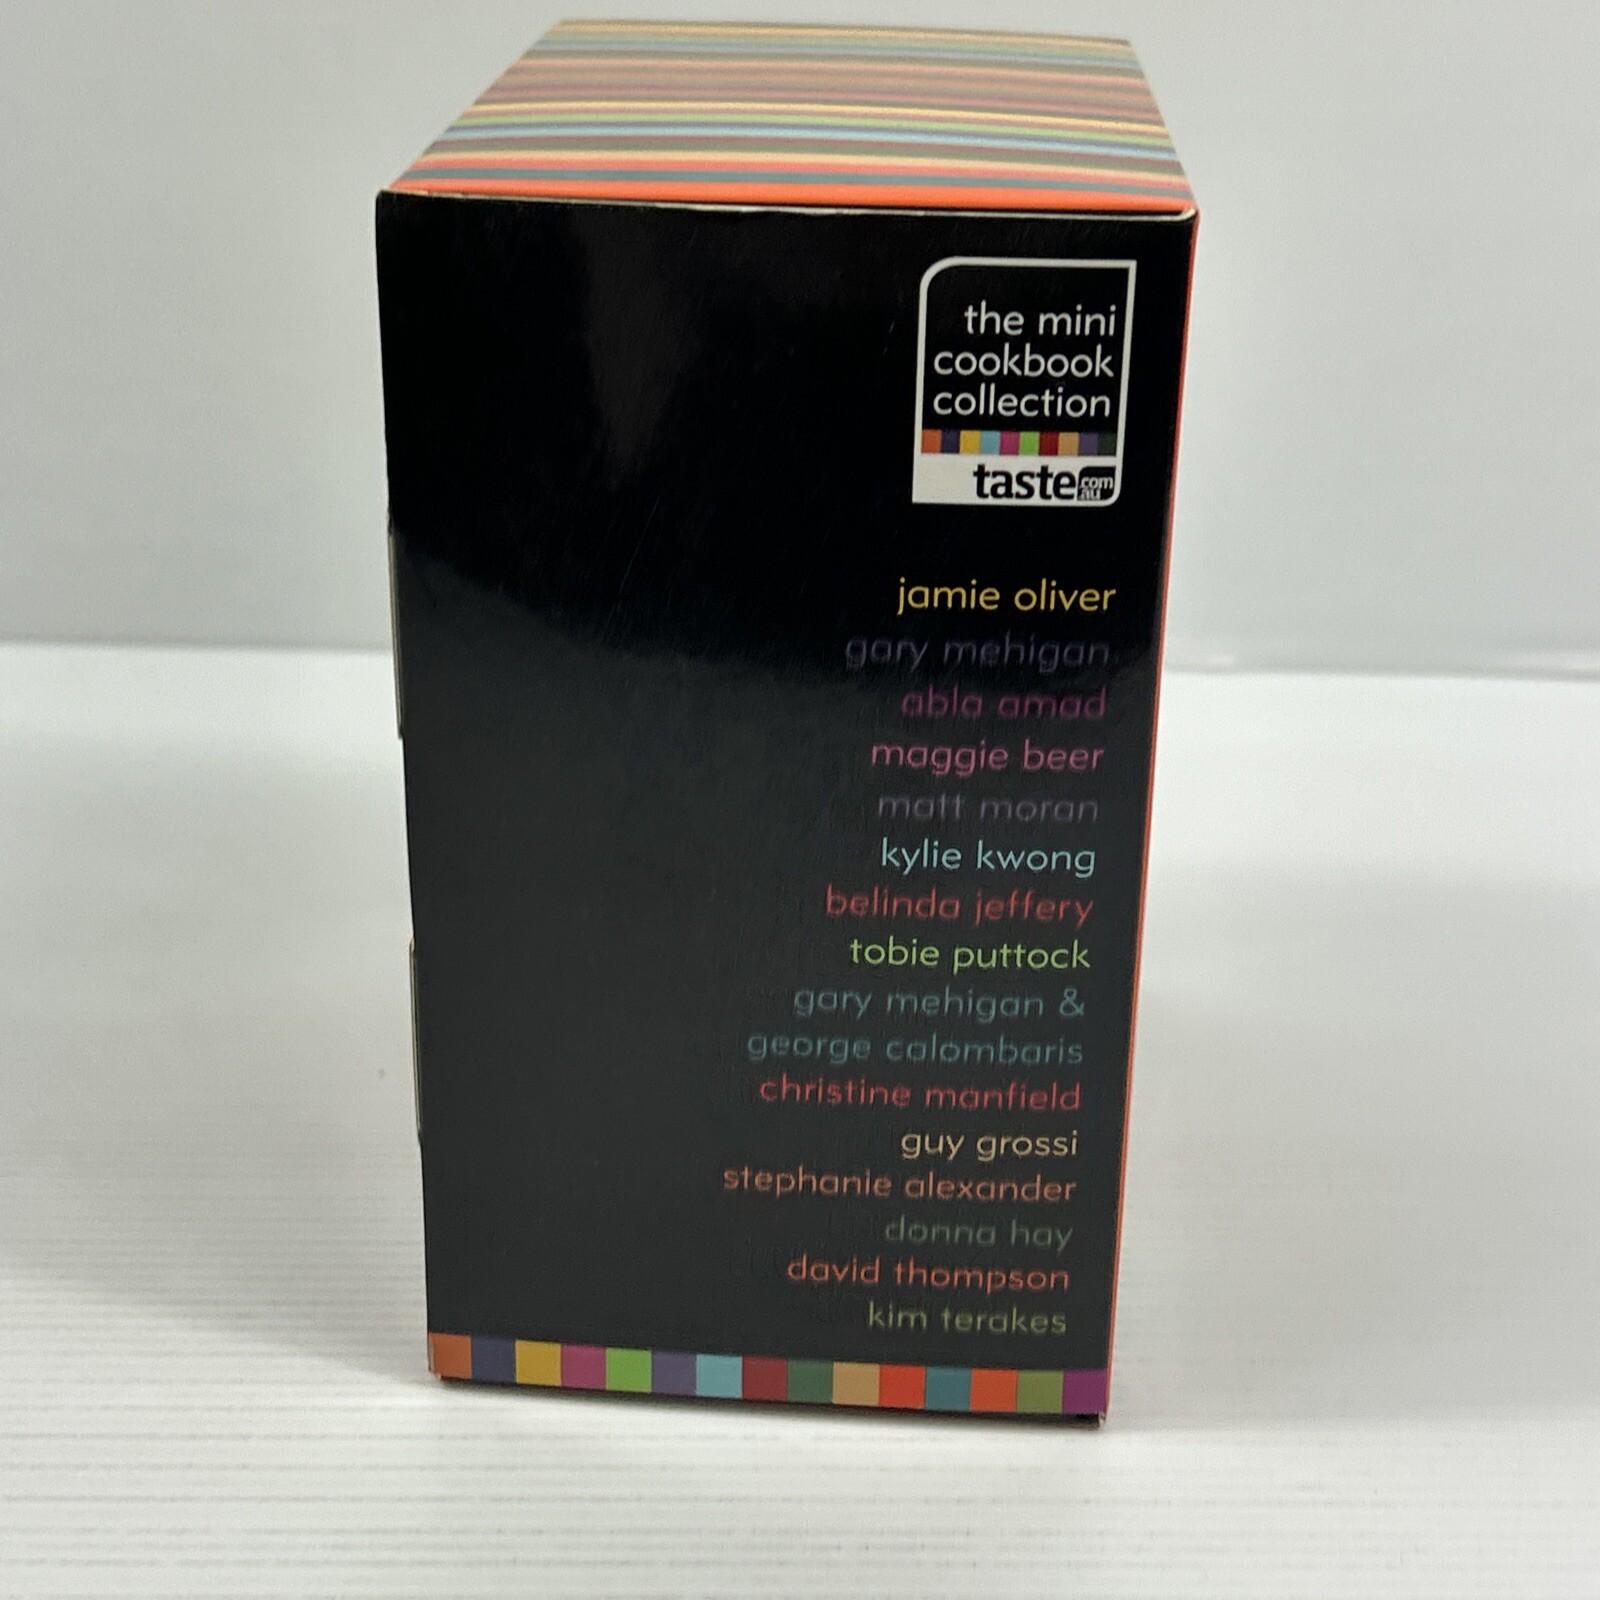 the mini
cookbook
collection
taste.com.au
jamie oliver
gary mehigan
abla amad
maggie beer
matt moran
kylie kwong
belinda jeffery
tobie puttock
gary mehigan &
george calombaris
christine manfield
guy grossi
stephanie alexander
donna hay
david thompson
kim terakes